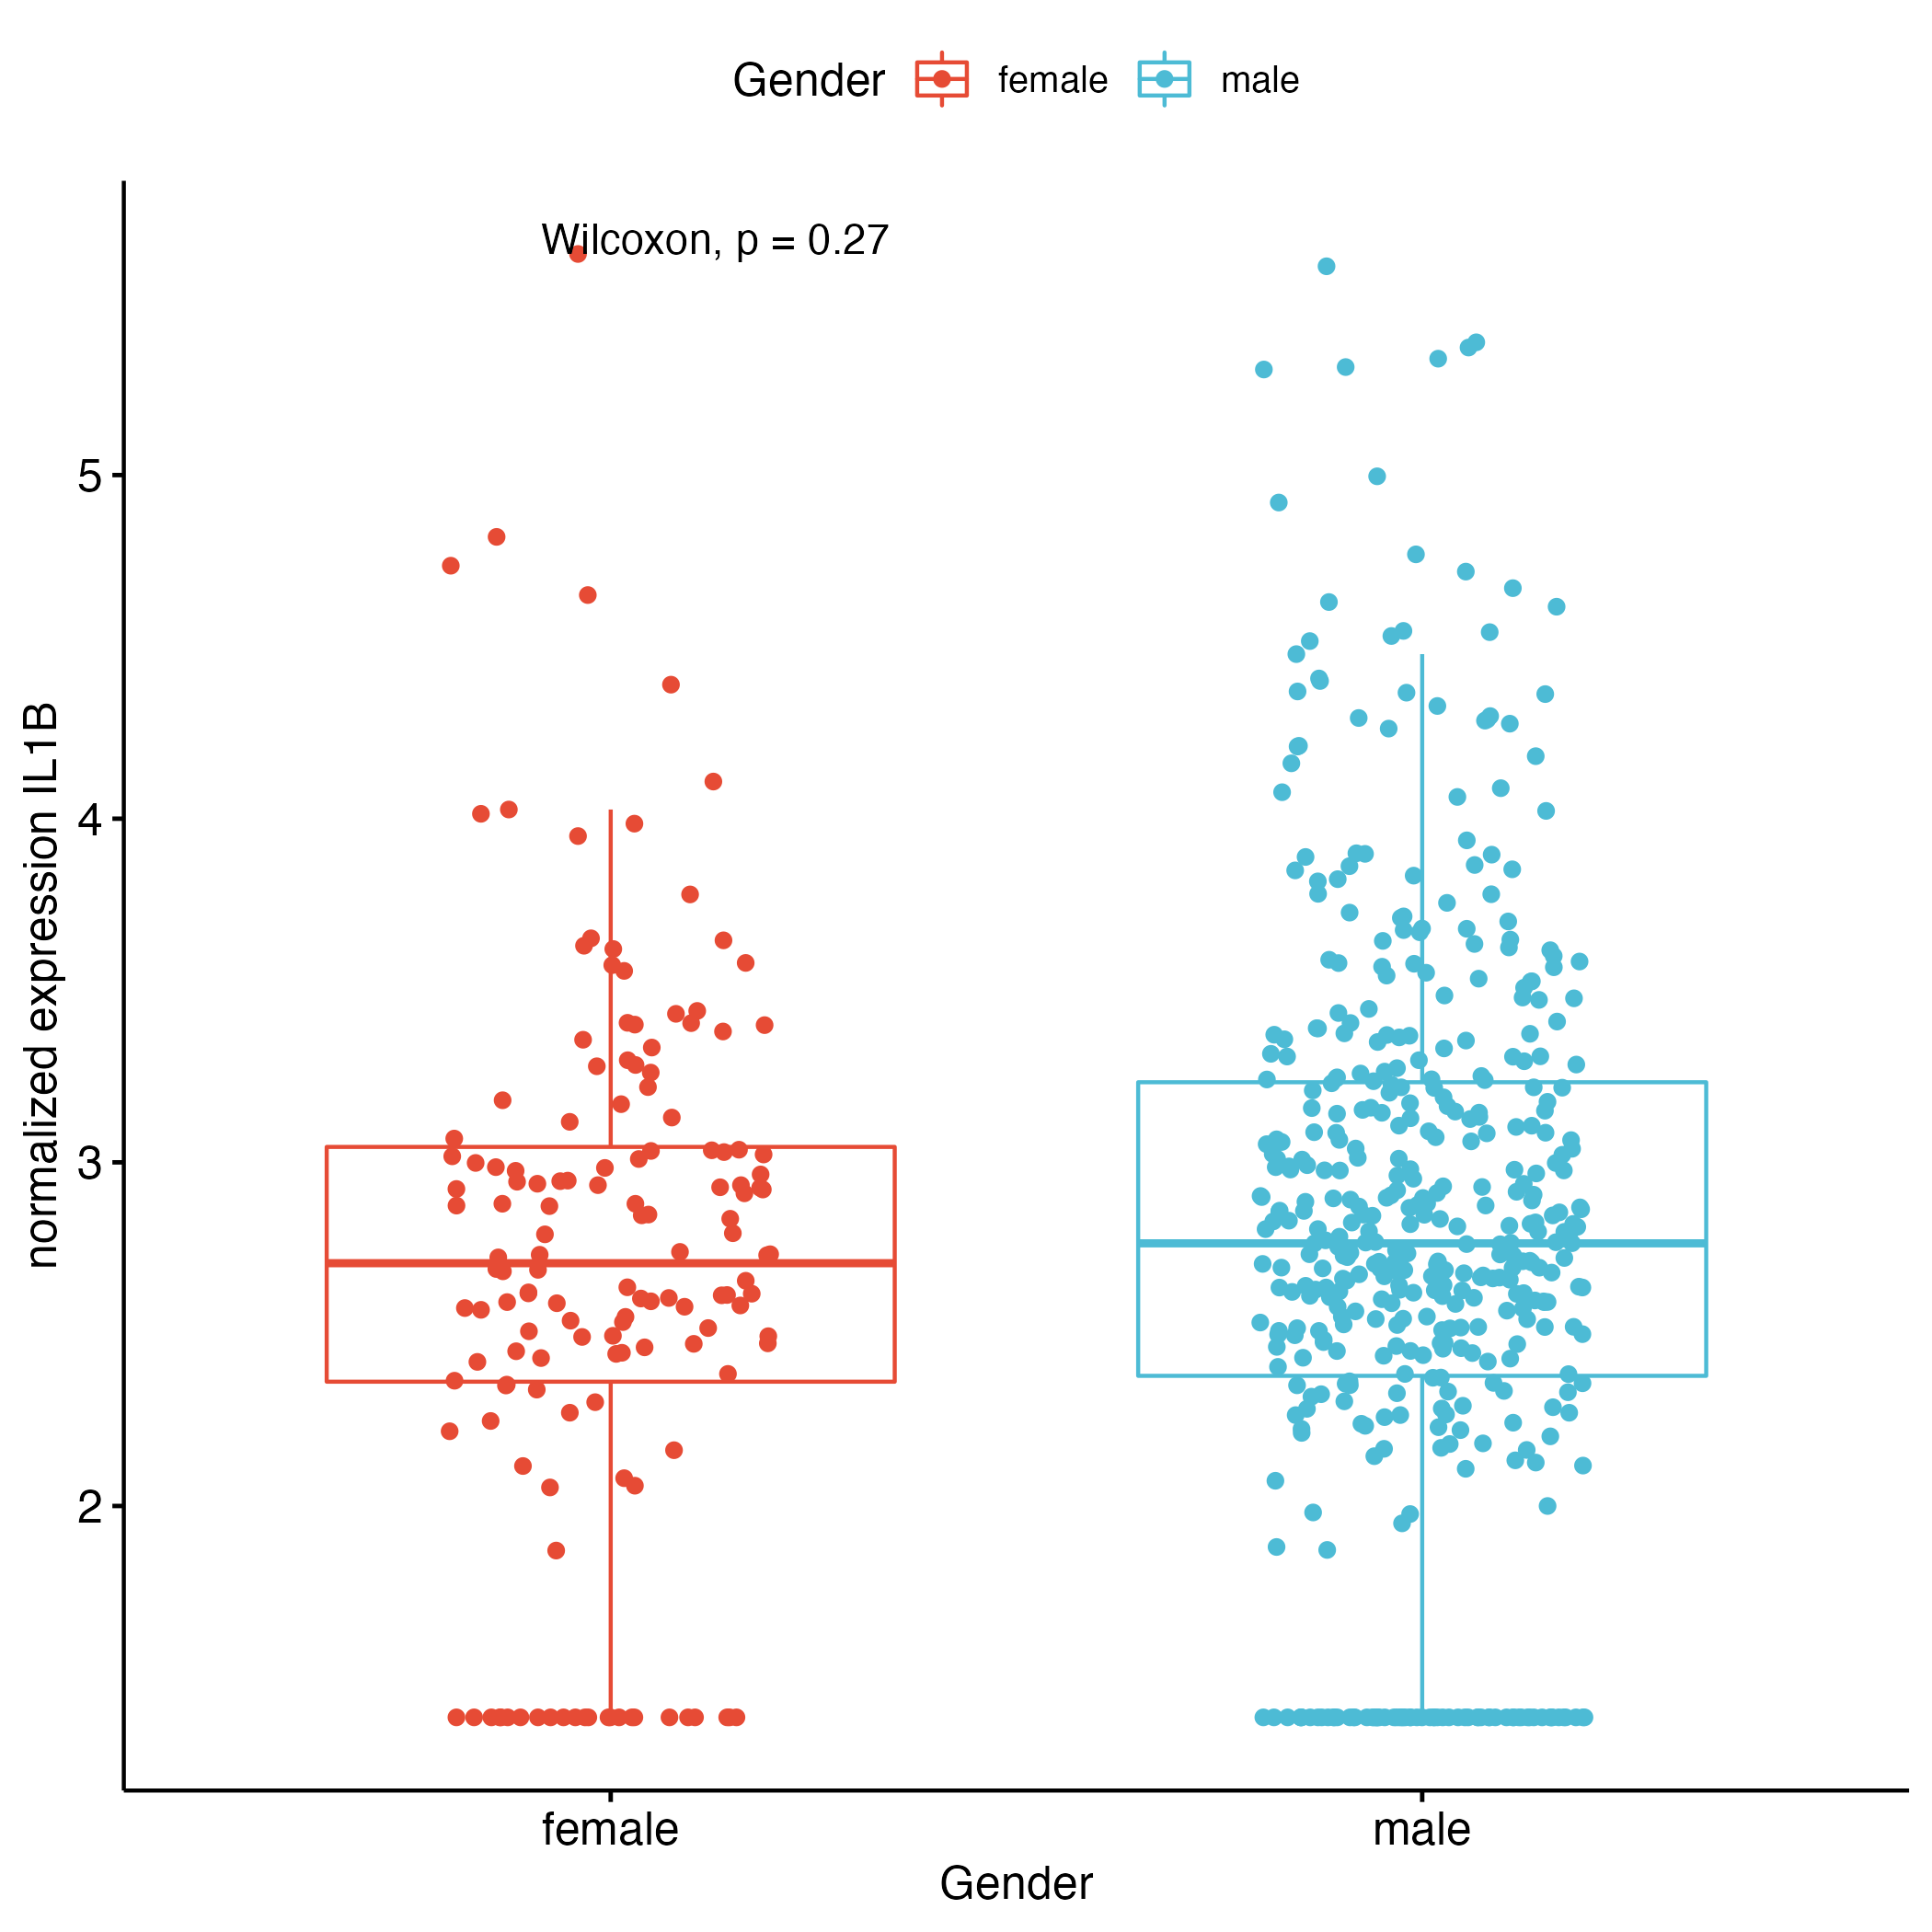 Gender female male
Wilcoxon, p = 0.27
normalized expression IL1B
5
4
3
2
female male
Gender